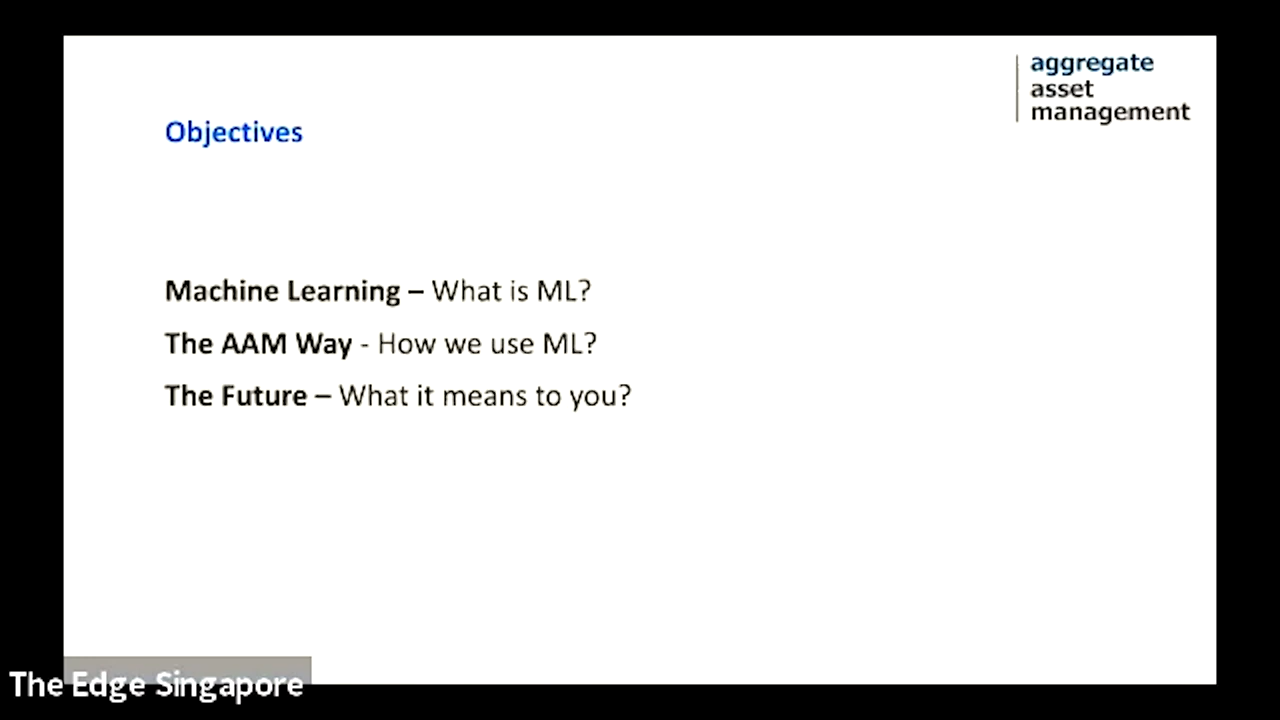 aggregate
asset
management
Objectives
Machine Learning – What is ML?
The AAM Way - How we use ML?
The Future – What it means to you?
The Edge Singapore